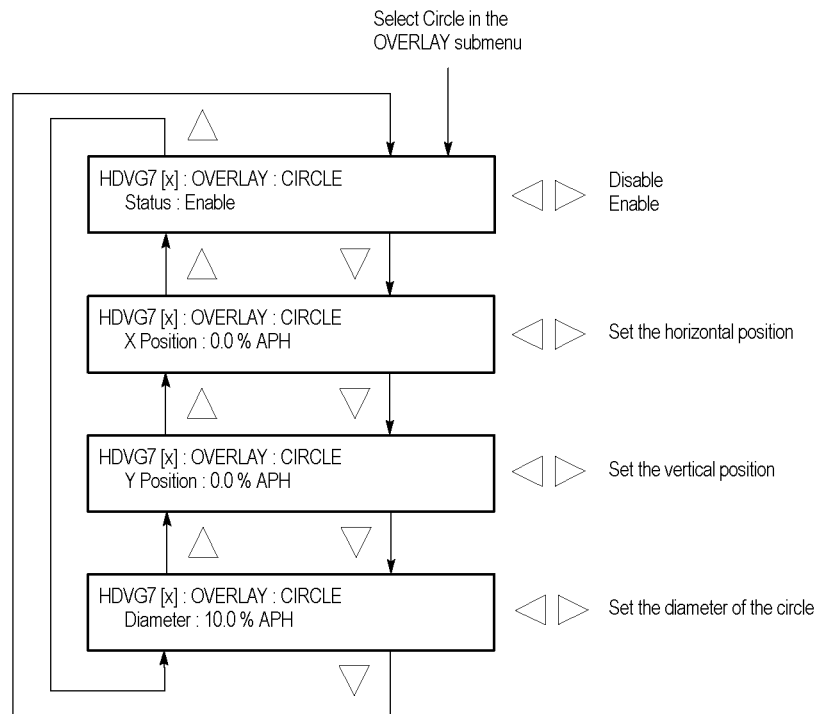 Select Circle in the
OVERLAY submenu
HDVG7 [x] : OVERLAY : CIRCLE
Status : Enable
Disable
Enable
HDVG7 [x] : OVERLAY : CIRCLE
X Position : 0.0 % APH
Set the horizontal position
HDVG7 [x] : OVERLAY : CIRCLE
Y Position : 0.0 % APH
Set the vertical position
HDVG7 [x] : OVERLAY : CIRCLE
Diameter : 10.0 % APH
Set the diameter of the circle